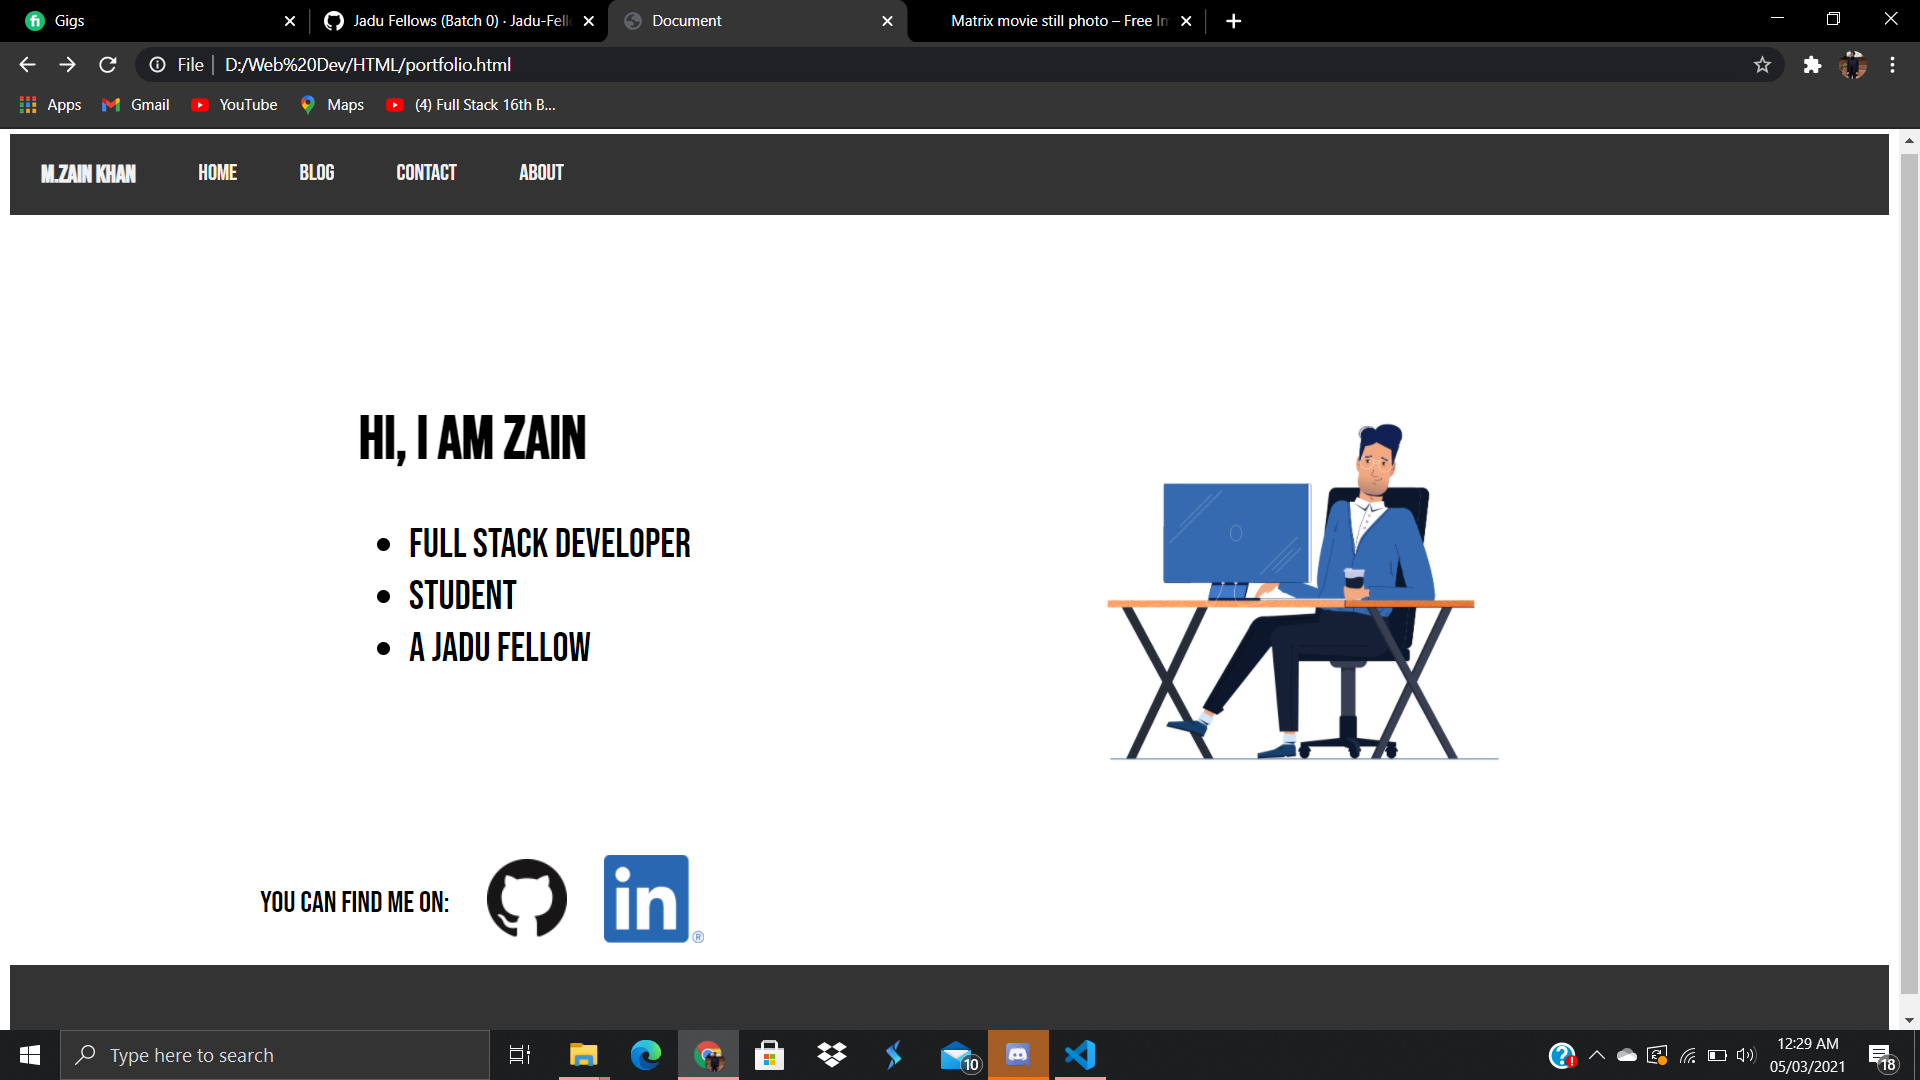 Gigs
Jadu Fellows (Batch 0) · Jadu-Fell
Document
Matrix movie still photo – Free Im
File D:/Web%20Dev/HTML/portfolio.html
Apps Gmail YouTube Maps (4) Full Stack 16th B...
M.ZAIN KHAN HOME BLOG CONTACT ABOUT
HI, I AM ZAIN
• FULL STACK DEVELOPER
• STUDENT
• A JADU FELLOW
YOU CAN FIND ME ON: in ®
Type here to search
10
12:29 AM
05/03/2021
18